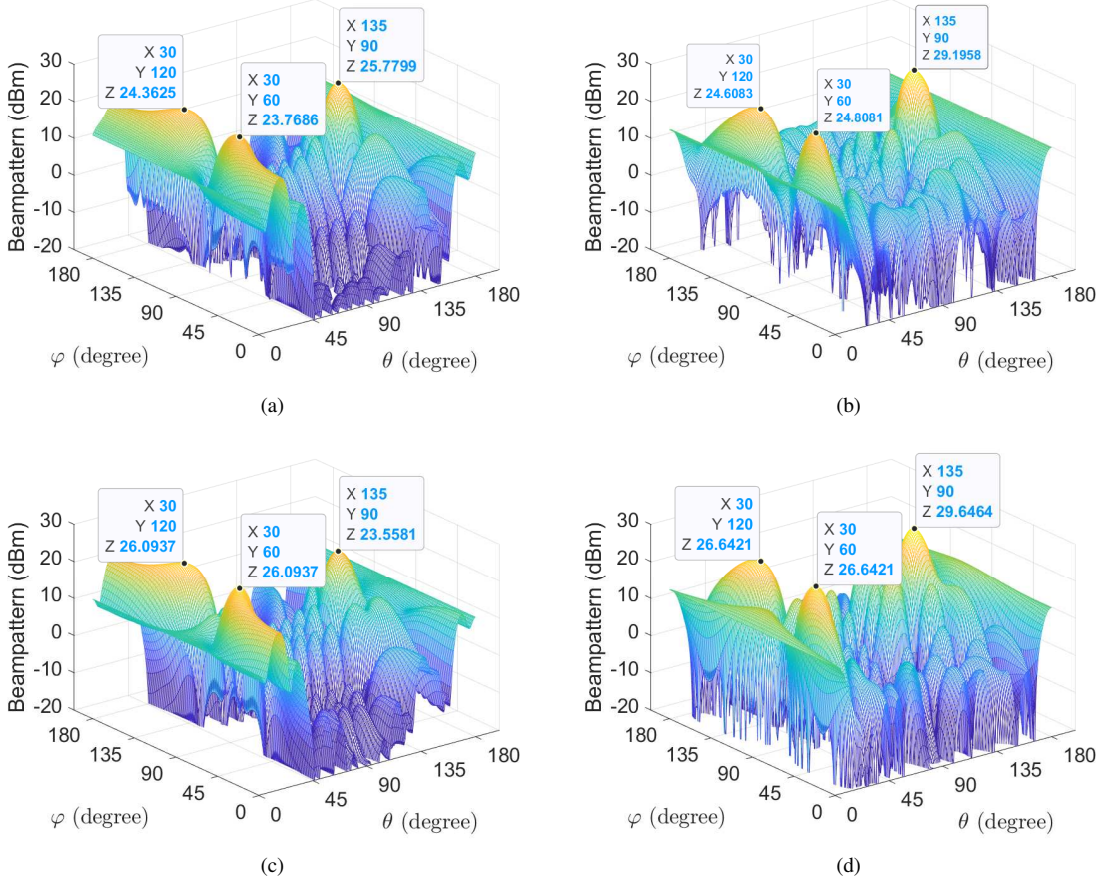 X 30
Y 120
Z 24.3625
X 30
Y 60
Z 23.7686
X 135
Y 90
Z 25.7799
Beampattern (dBm)
30
20
10
0
-10
-20
180
135
90
45
0
φ (degree)
0
45
90
135
180
θ (degree)
(a)
X 30
Y 120
Z 24.6083
X 30
Y 60
Z 24.8081
X 135
Y 90
Z 29.1958
Beampattern (dBm)
30
20
10
0
-10
-20
180
135
90
45
0
φ (degree)
0
45
90
135
180
θ (degree)
(b)
X 30
Y 120
Z 26.0937
X 30
Y 60
Z 26.0937
X 135
Y 90
Z 23.5581
Beampattern (dBm)
30
20
10
0
-10
-20
180
135
90
45
0
φ (degree)
0
45
90
135
180
θ (degree)
(c)
X 30
Y 120
Z 26.6421
X 30
Y 60
Z 26.6421
X 135
Y 90
Z 29.6464
Beampattern (dBm)
30
20
10
0
-10
-20
180
135
90
45
0
φ (degree)
0
45
90
135
180
θ (degree)
(d)